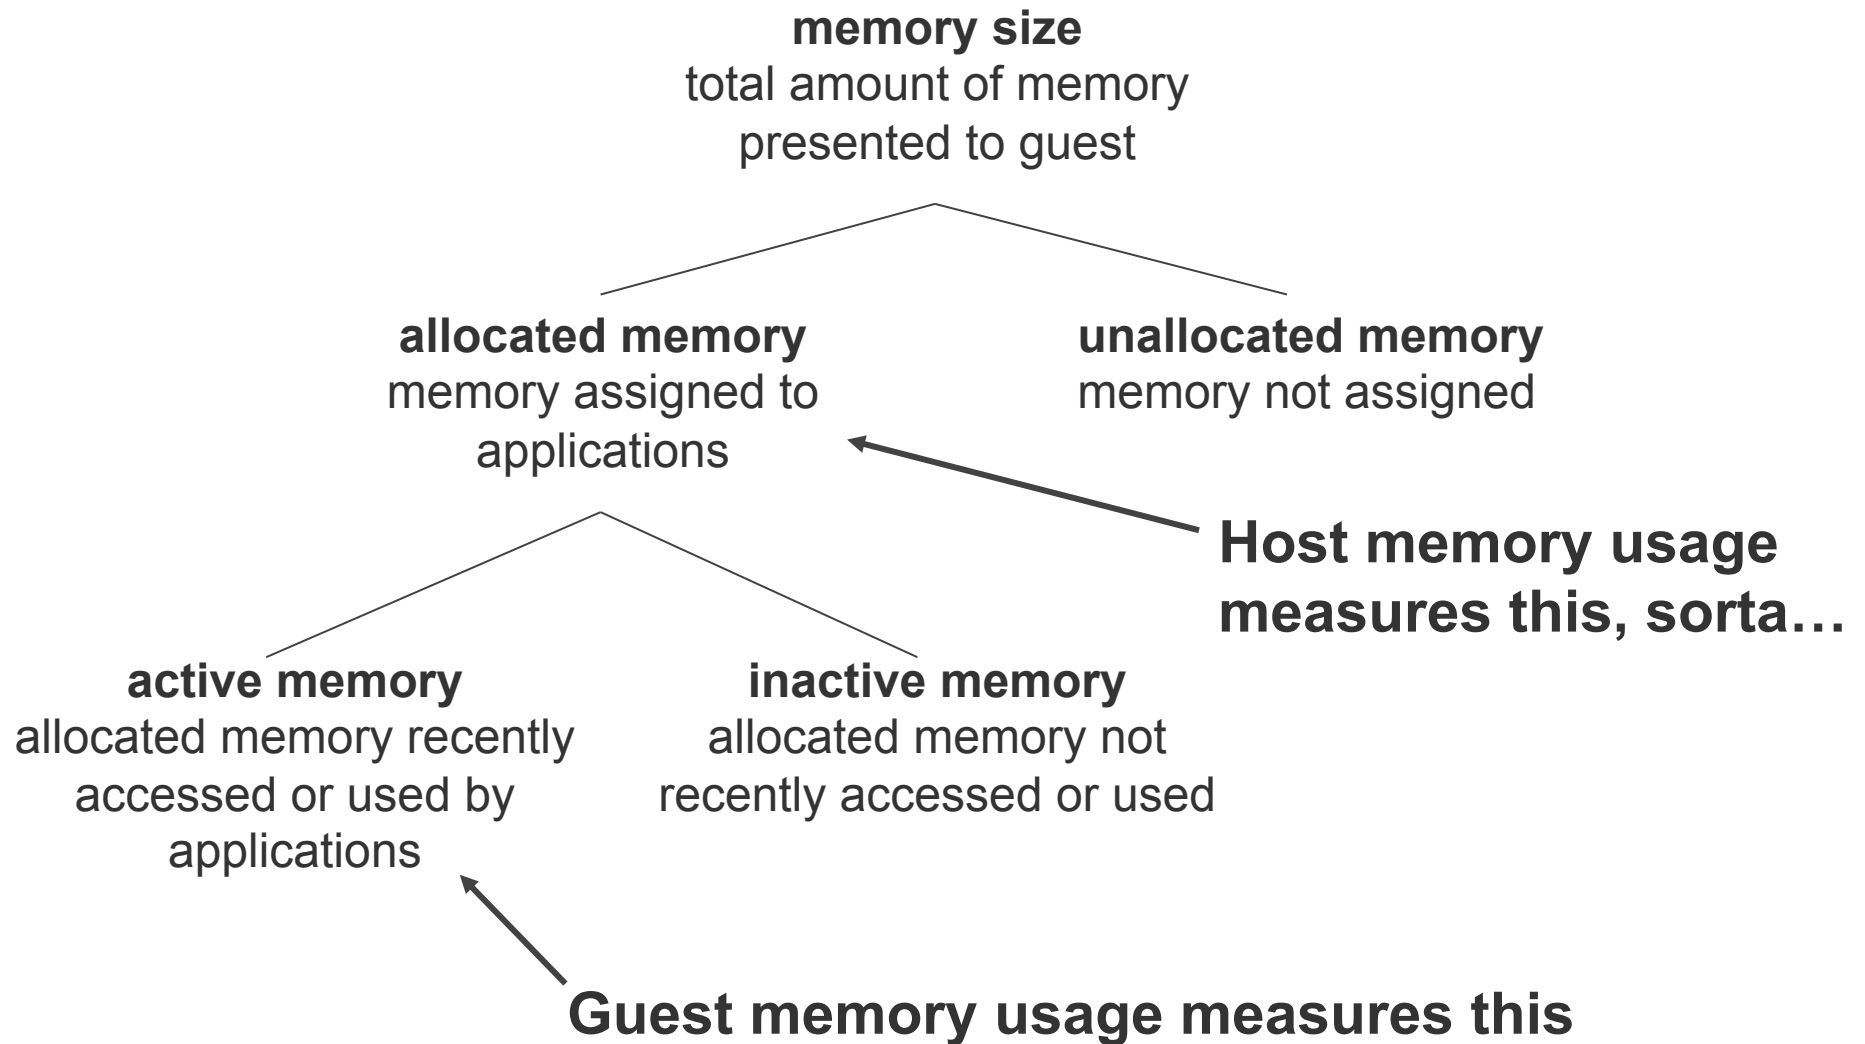 memory size
total amount of memory
presented to guest
allocated memory
memory assigned to
applications
unallocated memory
memory not assigned
Host memory usage
measures this, sorta…
active memory
allocated memory recently
accessed or used by
applications
inactive memory
allocated memory not
recently accessed or used
Guest memory usage measures this